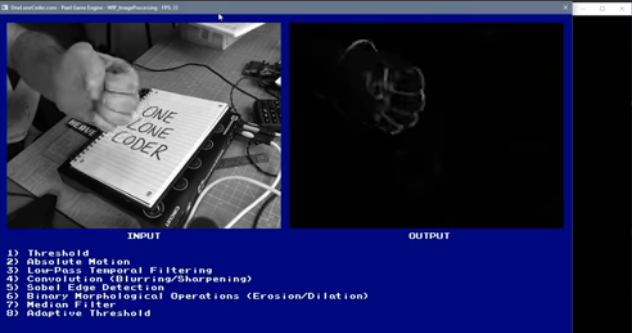 OneLoneCoder.com - Pixel Game Engine - WIP_ImageProcessing - FPS: 31
ONE
LONE
CODER
INPUT
OUTPUT
1) Threshold
2) Absolute Motion
3) Low-Pass Temporal Filtering
4) Convolution (Blurring/Sharpening)
5) Sobel Edge Detection
6) Binary Morphological Operations (Erosion/Dilation)
7) Median Filter
8) Adaptive Threshold